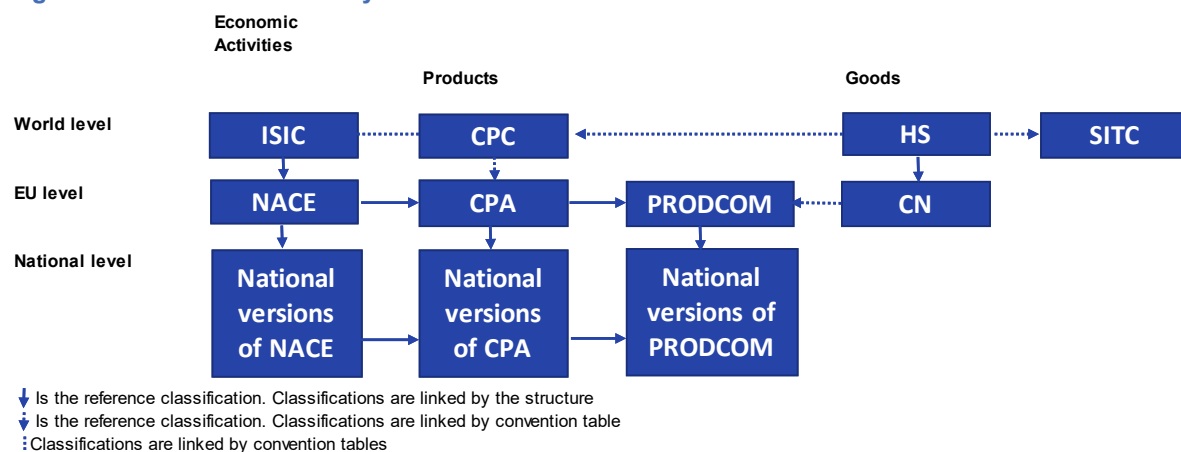 Economic
Activities
Products
Goods
World level
ISIC
CPC
HS
SITC
EU level
NACE
CPA
PRODCOM
CN
National level
National
versions
of NACE
National
versions
of CPA
National
versions of
PRODCOM
Is the reference classification. Classifications are linked by the structure
Is the reference classification. Classifications are linked by convention table
Classifications are linked by convention tables